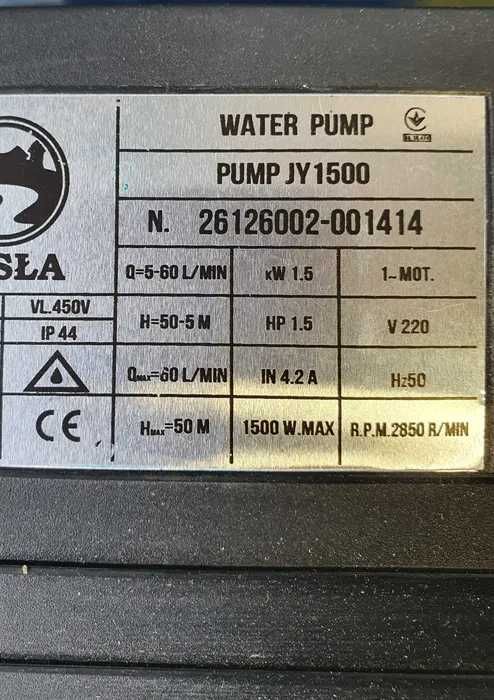 WATER PUMP
PUMP JY1500
N. 26126002-001414
SŁA
Q=5-60 L/MIN KW 1.5 1~MOT.
VL.450V
H=50-5 M HP 1.5 V 220
IP 44
QMAX=60 L/MIN IN 4.2 A Hz50
CE HMAX=50 M 1500 W.MAX R.P.M.2850 R/MIN